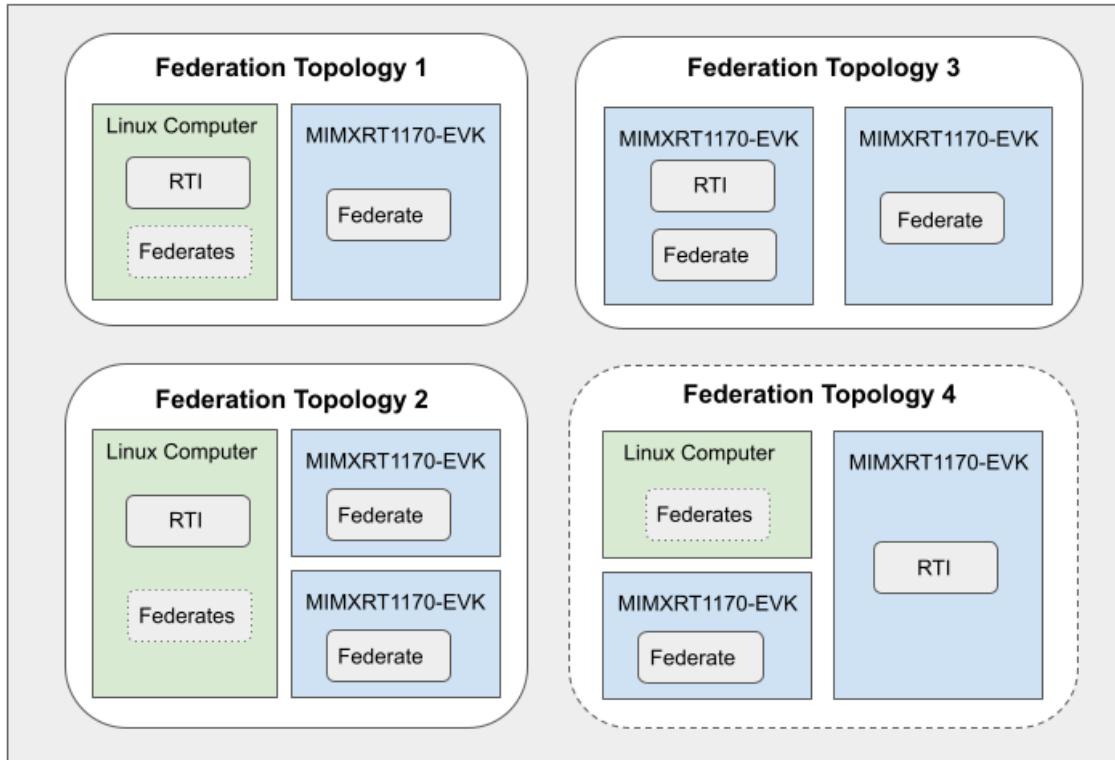 Federation Topology 1
Linux Computer
RTI
Federates
MIMXRT1170-EVK
Federate
Federation Topology 3
MIMXRT1170-EVK
RTI
Federate
MIMXRT1170-EVK
Federate
Federation Topology 2
Linux Computer
RTI
Federates
MIMXRT1170-EVK
Federate
MIMXRT1170-EVK
Federate
Federation Topology 4
Linux Computer
Federates
MIMXRT1170-EVK
Federate
MIMXRT1170-EVK
RTI